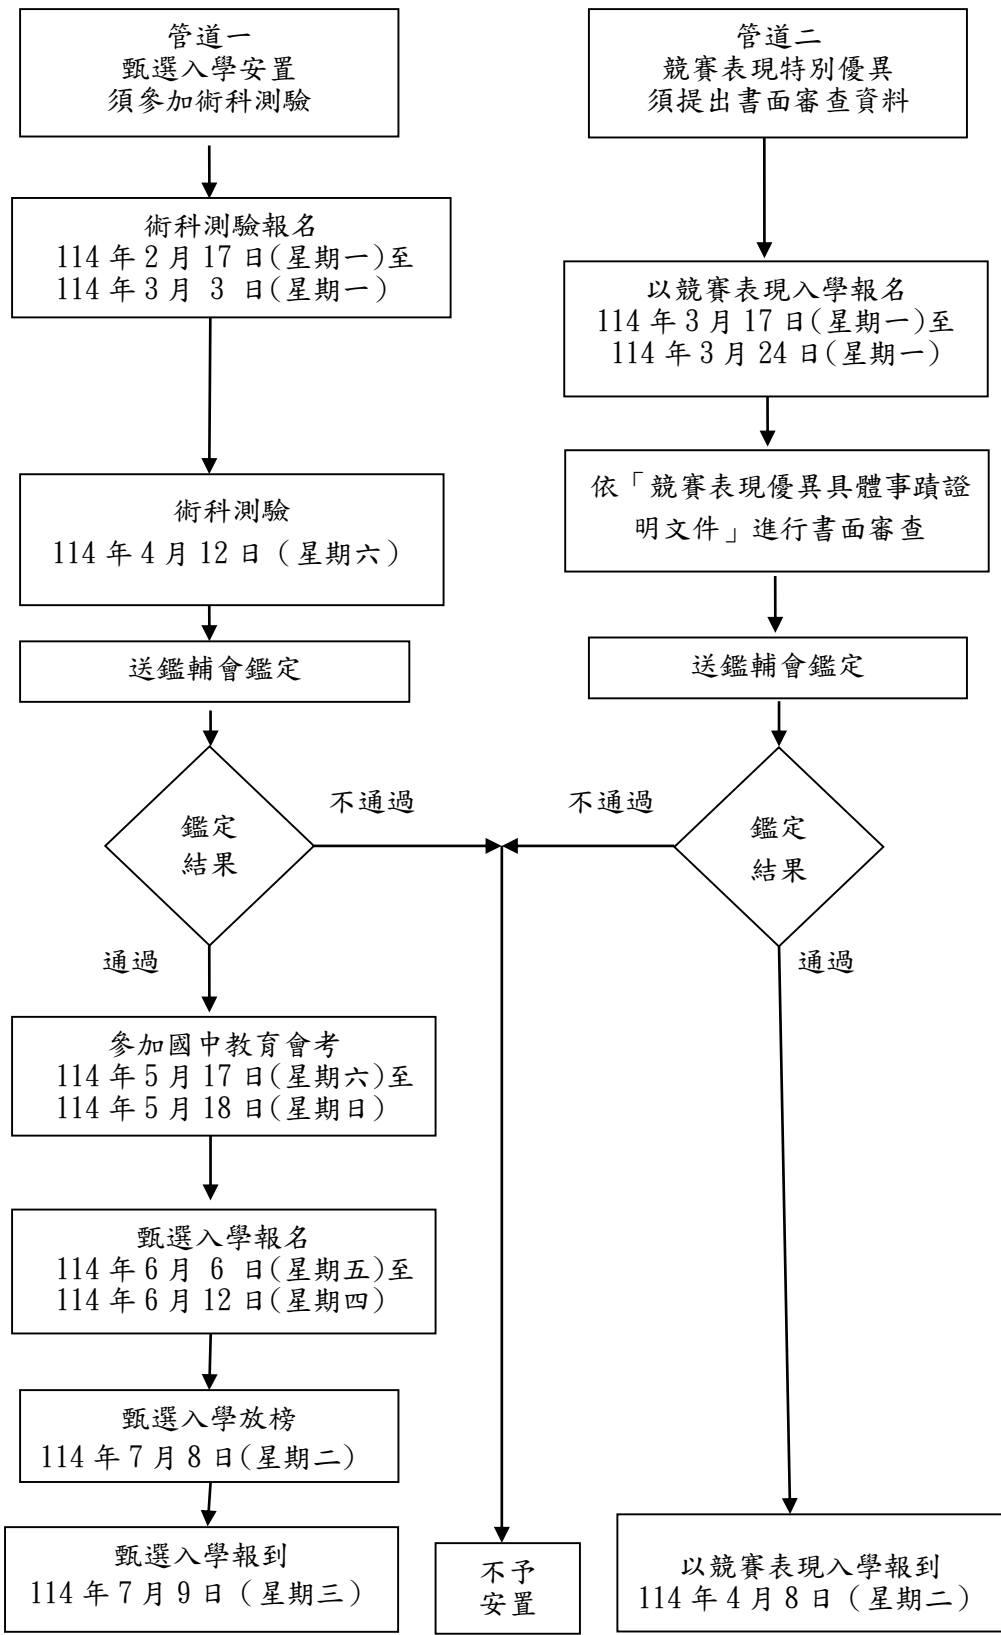 管道一
甄選入學安置
須參加術科測驗
術科測驗報名
114 年 2 月 17 日(星期一)至
114 年 3 月 3 日(星期一)
術科測驗
114 年 4 月 12 日（星期六）
送鑑輔會鑑定
鑑定
結果
不通過
通過
參加國中教育會考
114 年 5 月 17 日(星期六)至
114 年 5 月 18 日(星期日)
甄選入學報名
114 年 6 月 6 日(星期五)至
114 年 6 月 12 日(星期四)
甄選入學放榜
114 年 7 月 8 日(星期二)
甄選入學報到
114 年 7 月 9 日（星期三）
管道二
競賽表現特別優異
須提出書面審查資料
以競賽表現入學報名
114 年 3 月 17 日(星期一)至
114 年 3 月 24 日(星期一)
依「競賽表現優異具體事蹟證
明文件」進行書面審查
送鑑輔會鑑定
鑑定
結果
不通過
通過
不予
安置
以競賽表現入學報到
114 年 4 月 8 日（星期二）